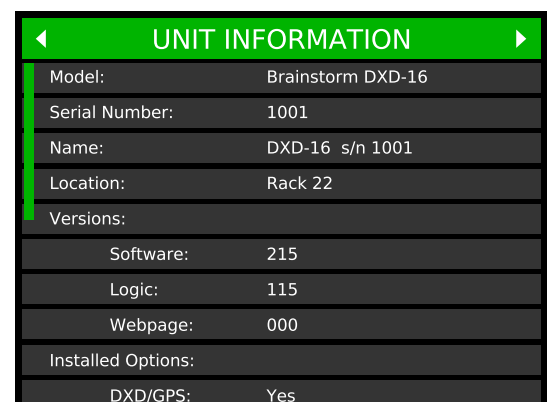 UNIT INFORMATION
Model: Brainstorm DXD-16
Serial Number: 1001
Name: DXD-16 s/n 1001
Location: Rack 22
Versions:
Software: 215
Logic: 115
Webpage: 000
Installed Options:
DXD/GPS: Yes